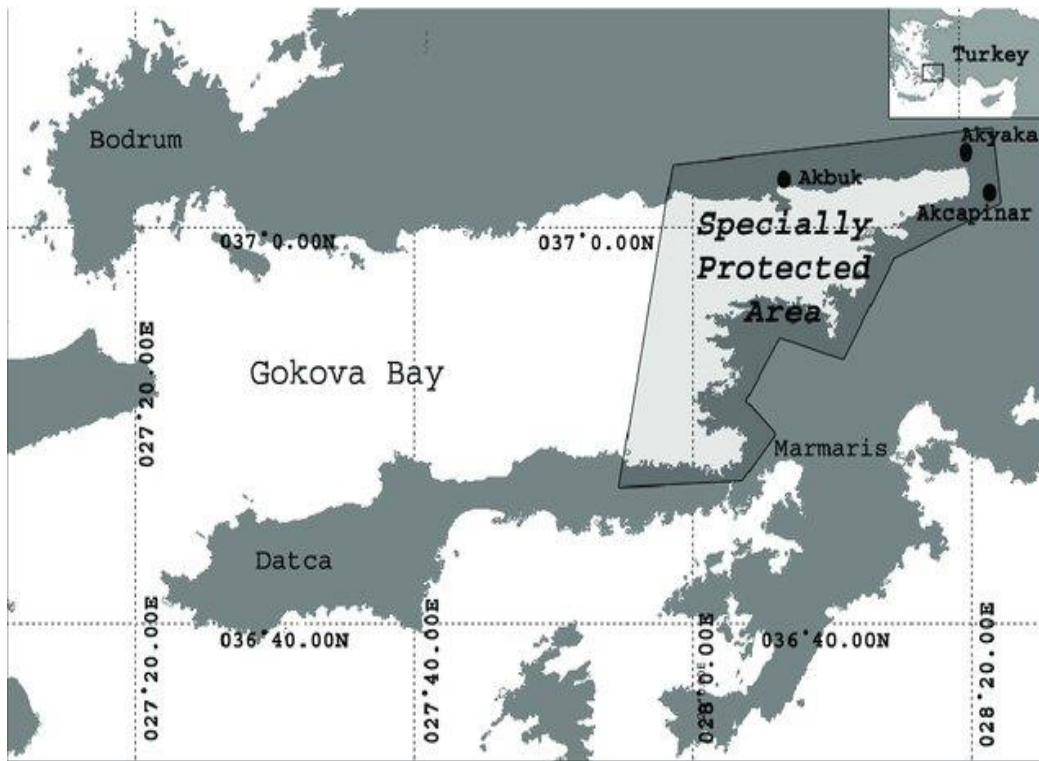 Turkey
Bodrum
Akyaka
Akbuk
Akcapinar
Specially
Protected
Area
037°0.00N
037°0.00N
027°20.00E
Gokova Bay
Marmaris
Datca
036°40.00N
036°40.00N
027°20.00E
027°40.00E
028°0.00E
028°20.00E